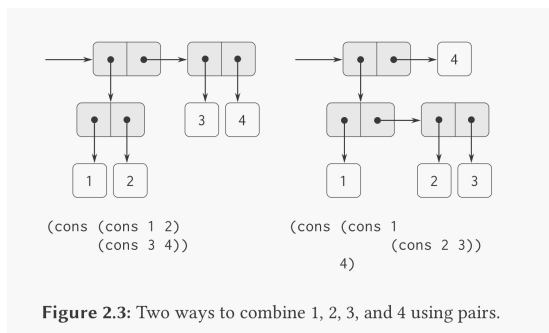 4
3 4
1 2
1 2 3
(cons (cons 1 2)
(cons 3 4))
(cons (cons 1
(cons 2 3))
4)
Figure 2.3: Two ways to combine 1, 2, 3, and 4 using pairs.